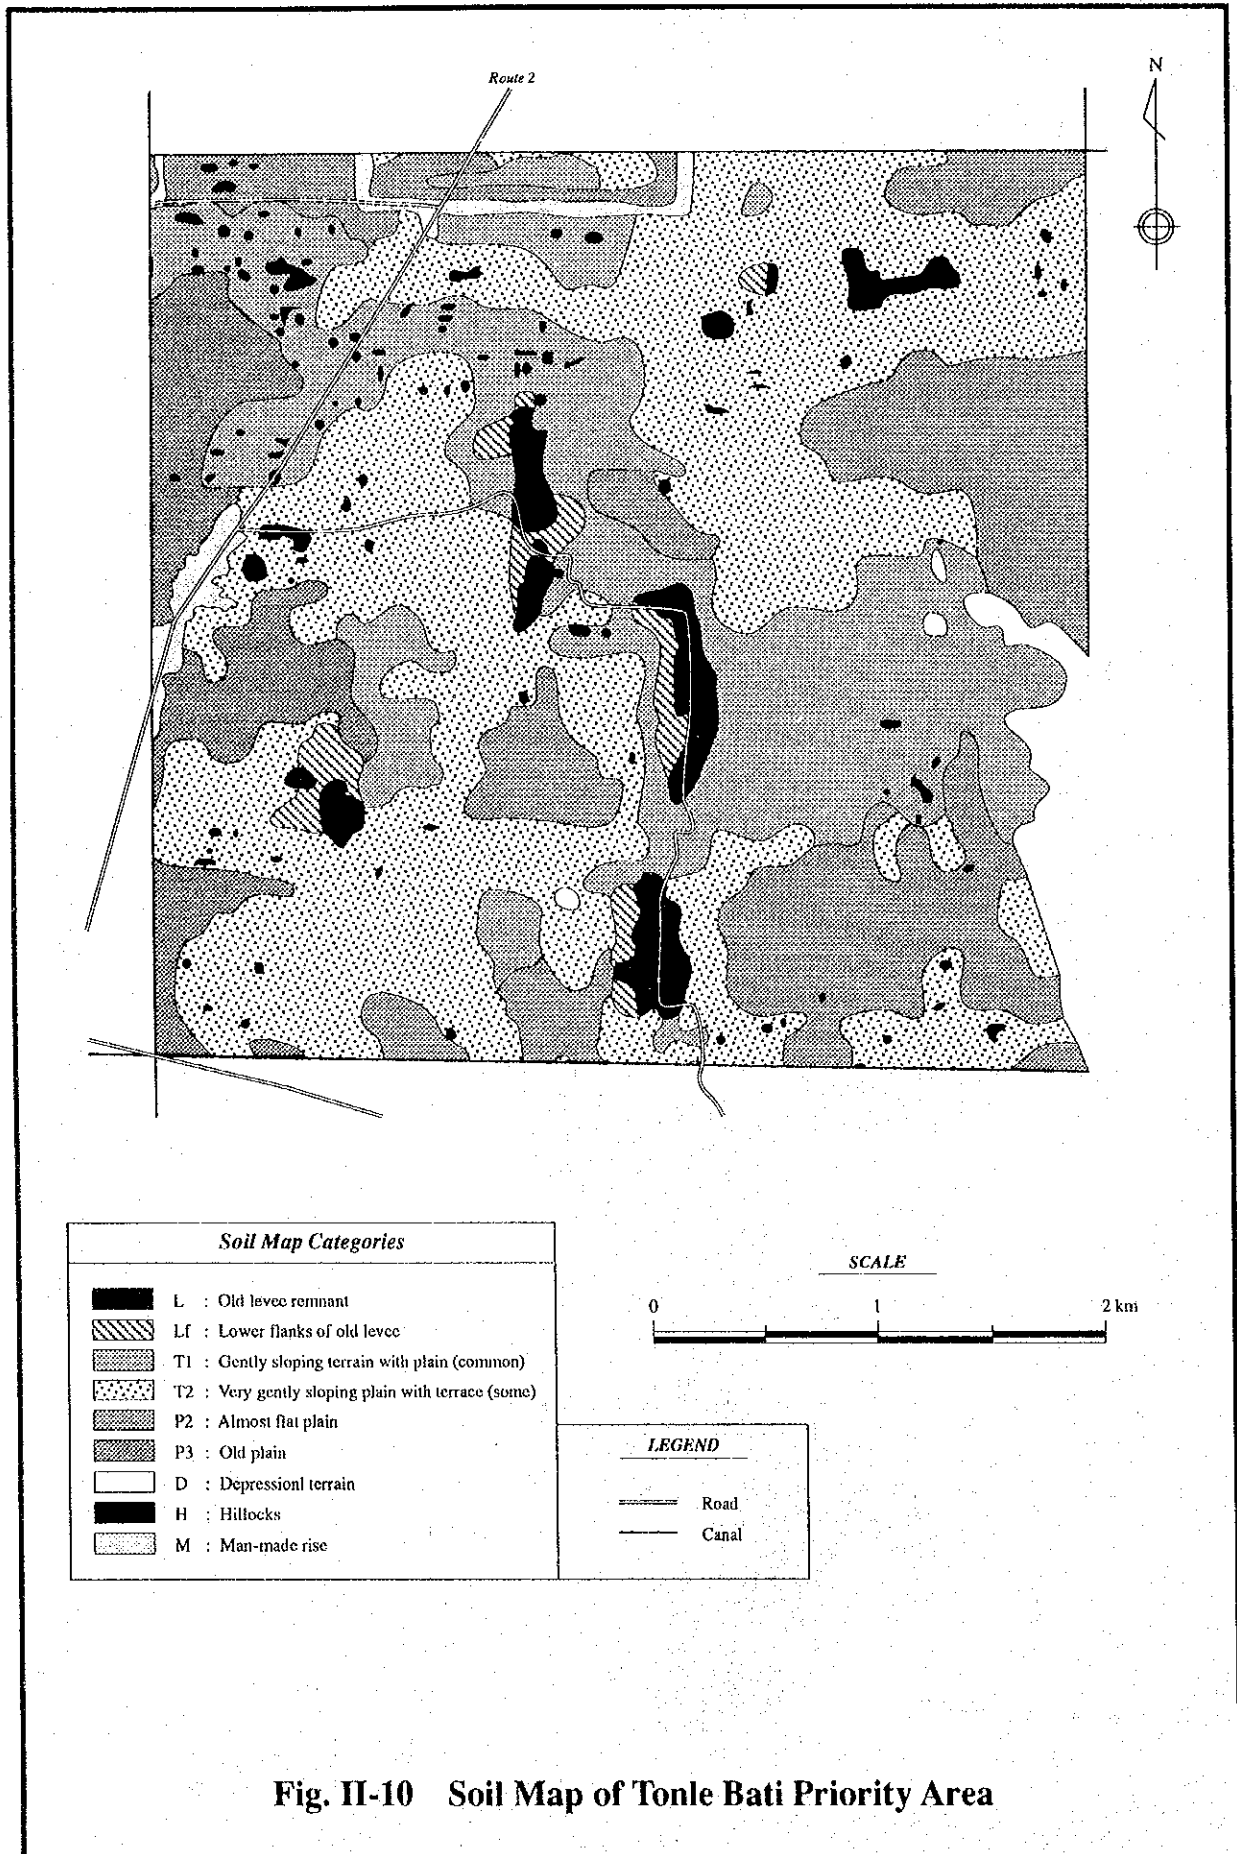 Route 2
N
Soil Map Categories
L : Old levee remnant
Lf : Lower flanks of old levee
T1 : Gently sloping terrain with plain (common)
T2 : Very gently sloping plain with terrace (some)
P2 : Almost flat plain
P3 : Old plain
D : Depressionl terrain
H : Hillocks
M : Man-made rise
SCALE
0 1 2 km
LEGEND
Road
Canal
Fig. II-10 Soil Map of Tonle Bati Priority Area